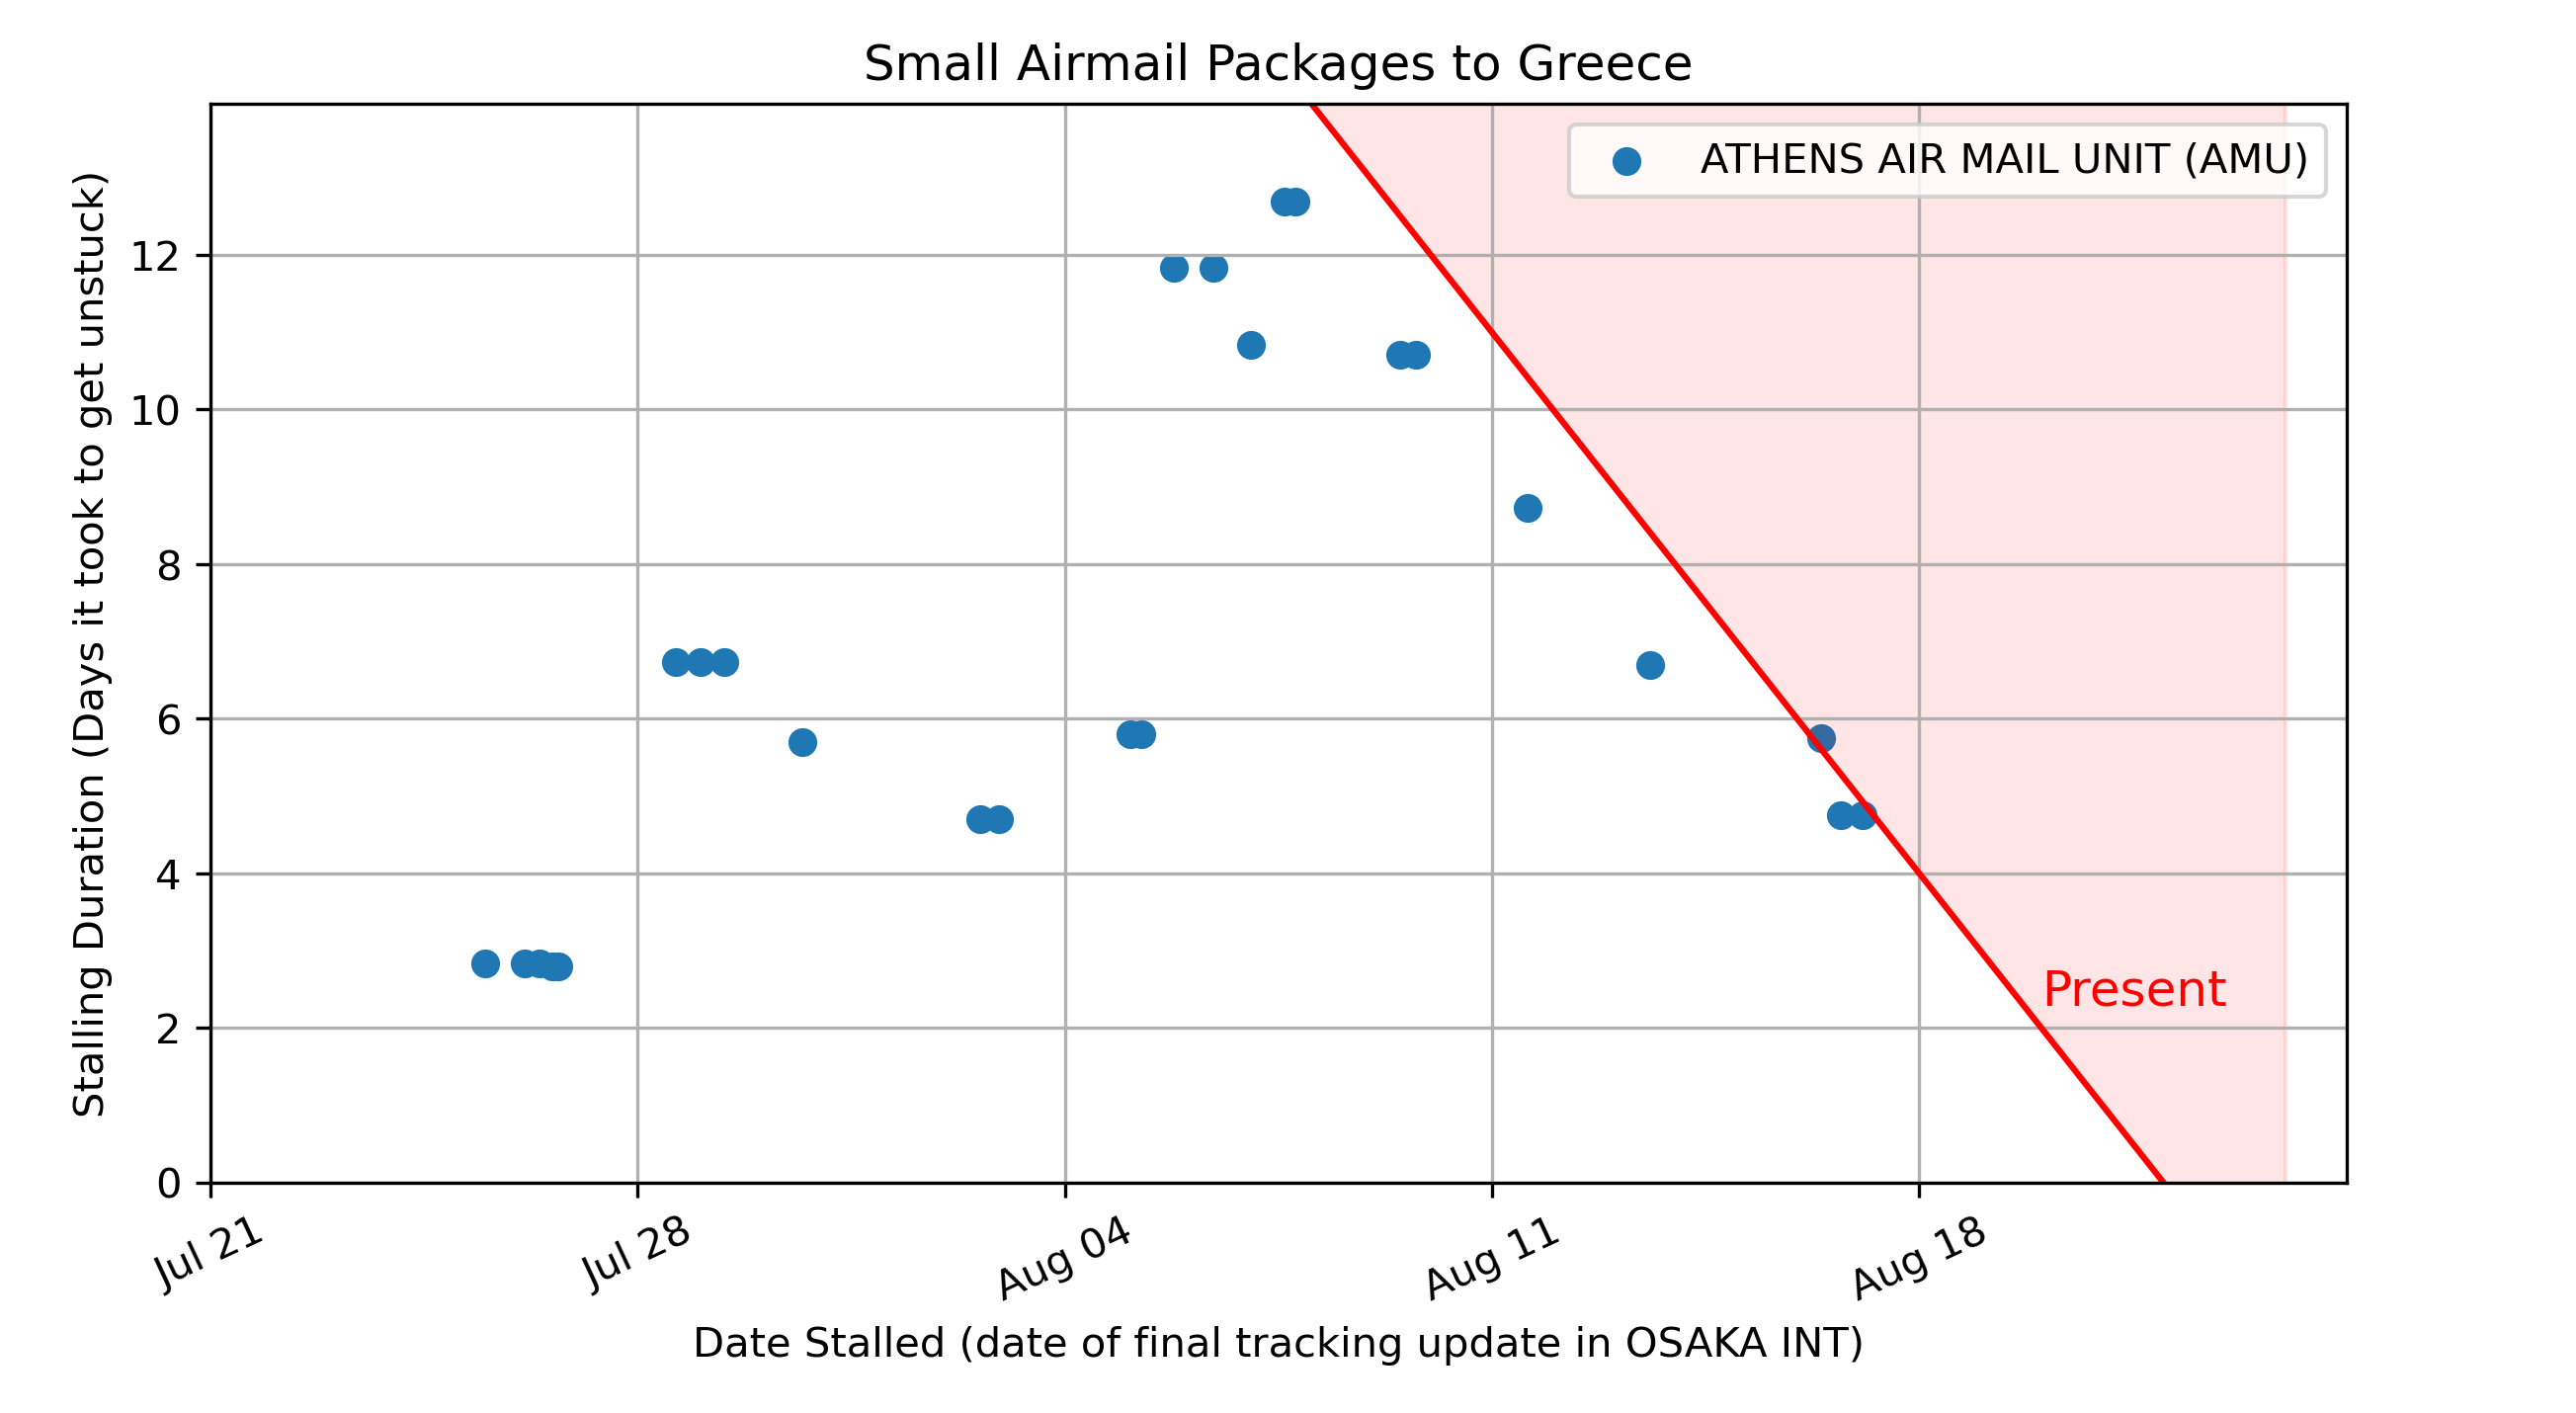 Small Airmail Packages to Greece
ATHENS AIR MAIL UNIT (AMU)
Stalling Duration (Days it took to get unstuck)
12
10
8
6
4
2
0
Present
Jul 21
Jul 28
Aug 04
Aug 11
Aug 18
Date Stalled (date of final tracking update in OSAKA INT)